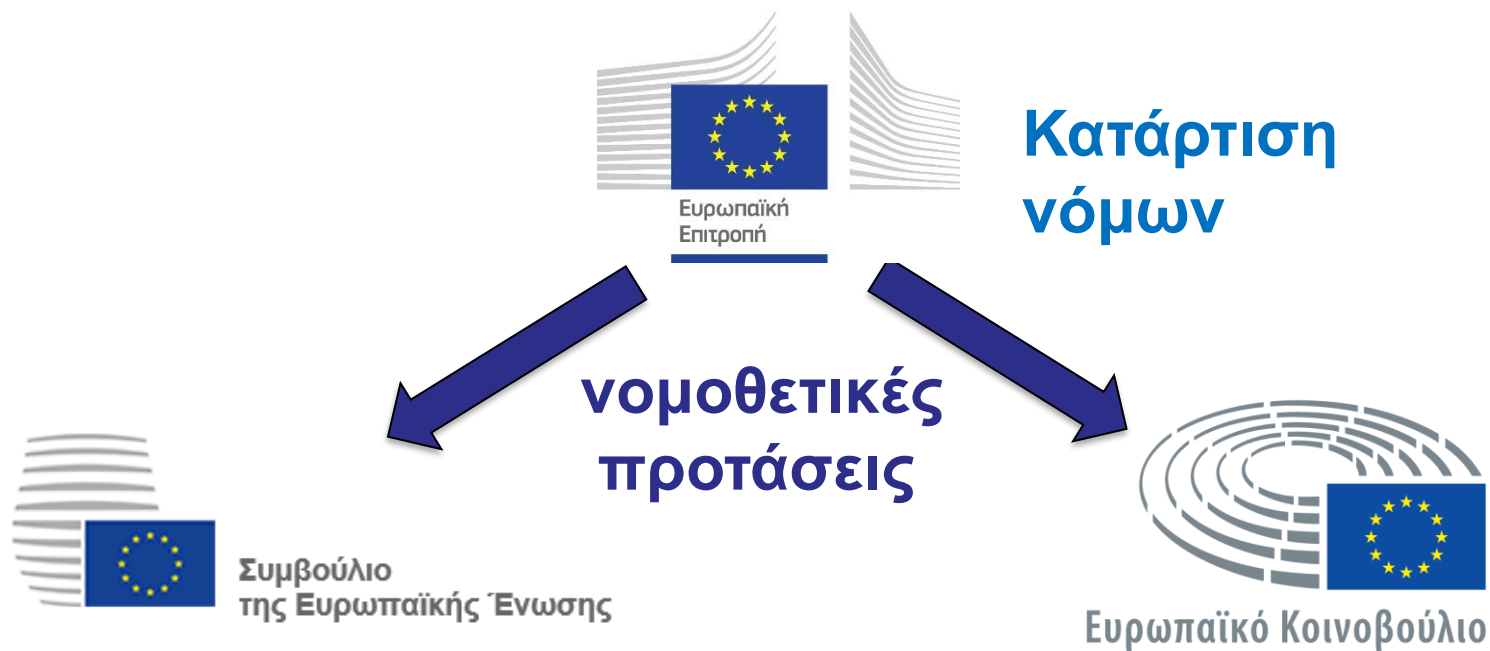 Ευρωπαϊκή
Επιτροπή
Κατάρτιση
νόμων
νομοθετικές
προτάσεις
Συμβούλιο
της Ευρωπαϊκής Ένωσης
Ευρωπαϊκό Κοινοβούλιο